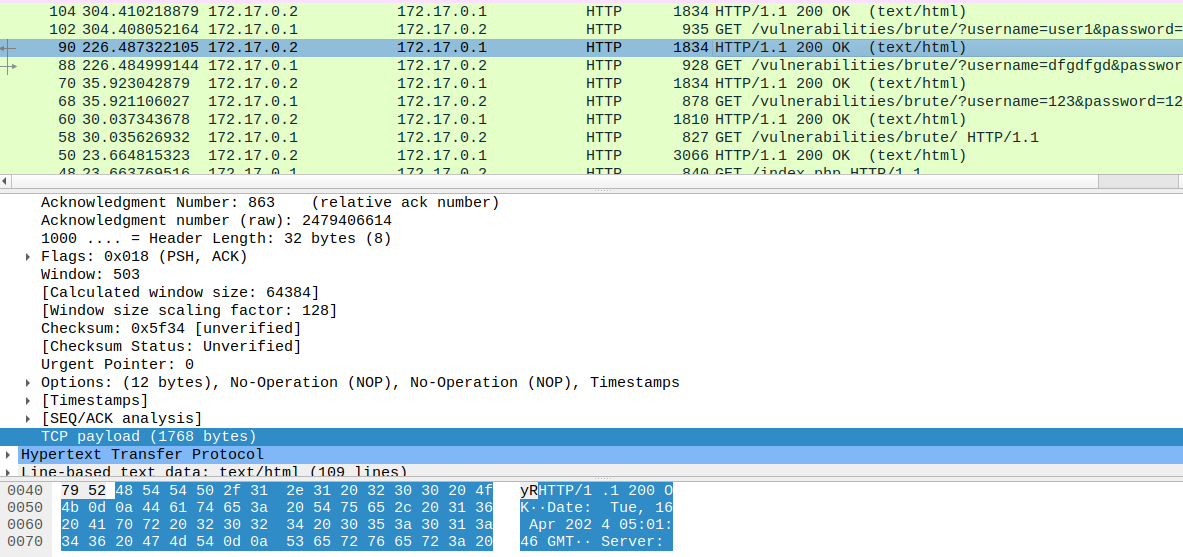 104 304.410218879 172.17.0.2 172.17.0.1 HTTP 1834 HTTP/1.1 200 OK (text/html)
102 304.408052164 172.17.0.1 172.17.0.2 HTTP 935 GET /vulnerabilities/brute/?username=user1&password=
90 226.487322105 172.17.0.2 172.17.0.1 HTTP 1834 HTTP/1.1 200 OK (text/html)
88 226.484999144 172.17.0.1 172.17.0.2 HTTP 928 GET /vulnerabilities/brute/?username=dfgdfgd&passwor
70 35.923042879 172.17.0.2 172.17.0.1 HTTP 1834 HTTP/1.1 200 OK (text/html)
68 35.921106027 172.17.0.1 172.17.0.2 HTTP 878 GET /vulnerabilities/brute/?username=123&password=12
60 30.037343678 172.17.0.2 172.17.0.1 HTTP 1810 HTTP/1.1 200 OK (text/html)
58 30.035626932 172.17.0.1 172.17.0.2 HTTP 827 GET /vulnerabilities/brute/ HTTP/1.1
50 23.664815323 172.17.0.2 172.17.0.1 HTTP 3066 HTTP/1.1 200 OK (text/html)
48 23.663769516 172.17.0.1 172.17.0.2 HTTP 840 GET /index.php HTTP/1.1
Acknowledgment Number: 863 (relative ack number)
Acknowledgment number (raw): 2479406614
1000 .... = Header Length: 32 bytes (8)
Flags: 0x018 (PSH, ACK)
Window: 503
[Calculated window size: 64384]
[Window size scaling factor: 128]
Checksum: 0x5f34 [unverified]
[Checksum Status: Unverified]
Urgent Pointer: 0
Options: (12 bytes), No-Operation (NOP), No-Operation (NOP), Timestamps
[Timestamps]
[SEQ/ACK analysis]
TCP payload (1768 bytes)
Hypertext Transfer Protocol
Line-based text data: text/html (109 lines)
0040 79 52 48 54 54 50 2f 31 2e 31 20 32 30 30 20 4f yRHTTP/1 .1 200 O
0050 4b 0d 0a 44 61 74 65 3a 20 54 75 65 2c 20 31 36 K··Date: Tue, 16
0060 20 41 70 72 20 32 30 32 34 20 30 35 3a 30 31 3a Apr 202 4 05:01:
0070 34 36 20 47 4d 54 0d 0a 53 65 72 76 65 72 3a 20 46 GMT·· Server: